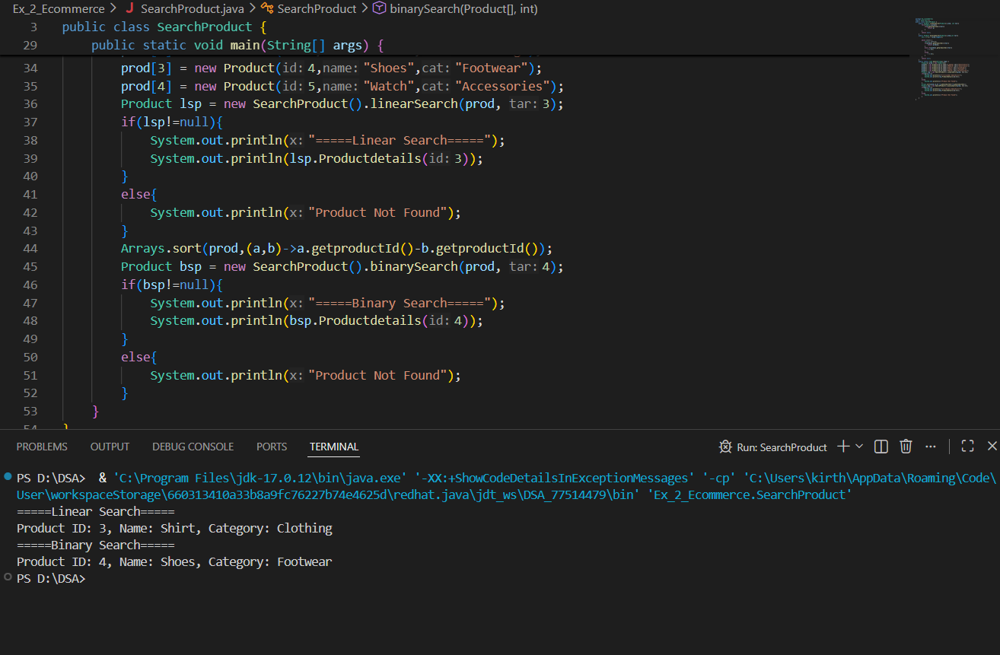 Ex_2_Ecommerce > SearchProduct.java > SearchProduct > binarySearch(Product[], int)
3 public class SearchProduct {
29 public static void main(String[] args) {
34 prod[3] = new Product(id: 4,name: "Shoes",cat: "Footwear");
35 prod[4] = new Product(id: 5,name: "Watch",cat: "Accessories");
36 Product lsp = new SearchProduct().linearSearch(prod, tar: 3);
37 if(lsp!=null){
38 System.out.println(x: "=====Linear Search=====");
39 System.out.println(lsp.Productdetails(id: 3));
40 }
41 else{
42 System.out.println(x: "Product Not Found");
43 }
44 Arrays.sort(prod,(a,b)->a.getproductId()-b.getproductId());
45 Product bsp = new SearchProduct().binarySearch(prod, tar: 4);
46 if(bsp!=null){
47 System.out.println(x: "=====Binary Search=====");
48 System.out.println(bsp.Productdetails(id: 4));
49 }
50 else{
51 System.out.println(x: "Product Not Found");
52 }
53 }
54 }
PROBLEMS OUTPUT DEBUG CONSOLE PORTS TERMINAL Run: SearchProduct
PS D:\DSA> & 'C:\Program Files\jdk-17.0.12\bin\java.exe' '-XX:+ShowCodeDetailsInExceptionMessages' '-cp' 'C:\Users\kirth\AppData\Roaming\Code\
User\workspaceStorage\660313410a33b8a9fc76227b74e4625d\redhat.java\jdt_ws\DSA_77514479\bin' 'Ex_2_Ecommerce.SearchProduct'
=====Linear Search=====
Product ID: 3, Name: Shirt, Category: Clothing
=====Binary Search=====
Product ID: 4, Name: Shoes, Category: Footwear
PS D:\DSA>